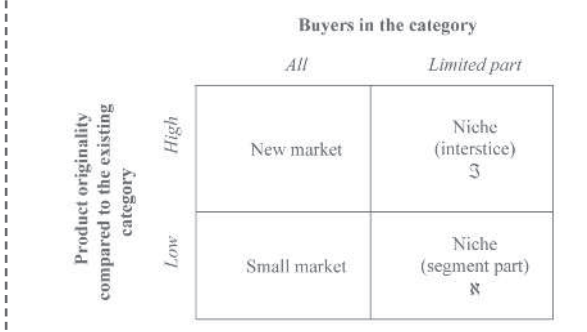 Buyers in the category
All Limited part
Product originality
compared to the existing
category
High
New market
Niche
(interstice)
ℑ
Low
Small market
Niche
(segment part)
ℵ